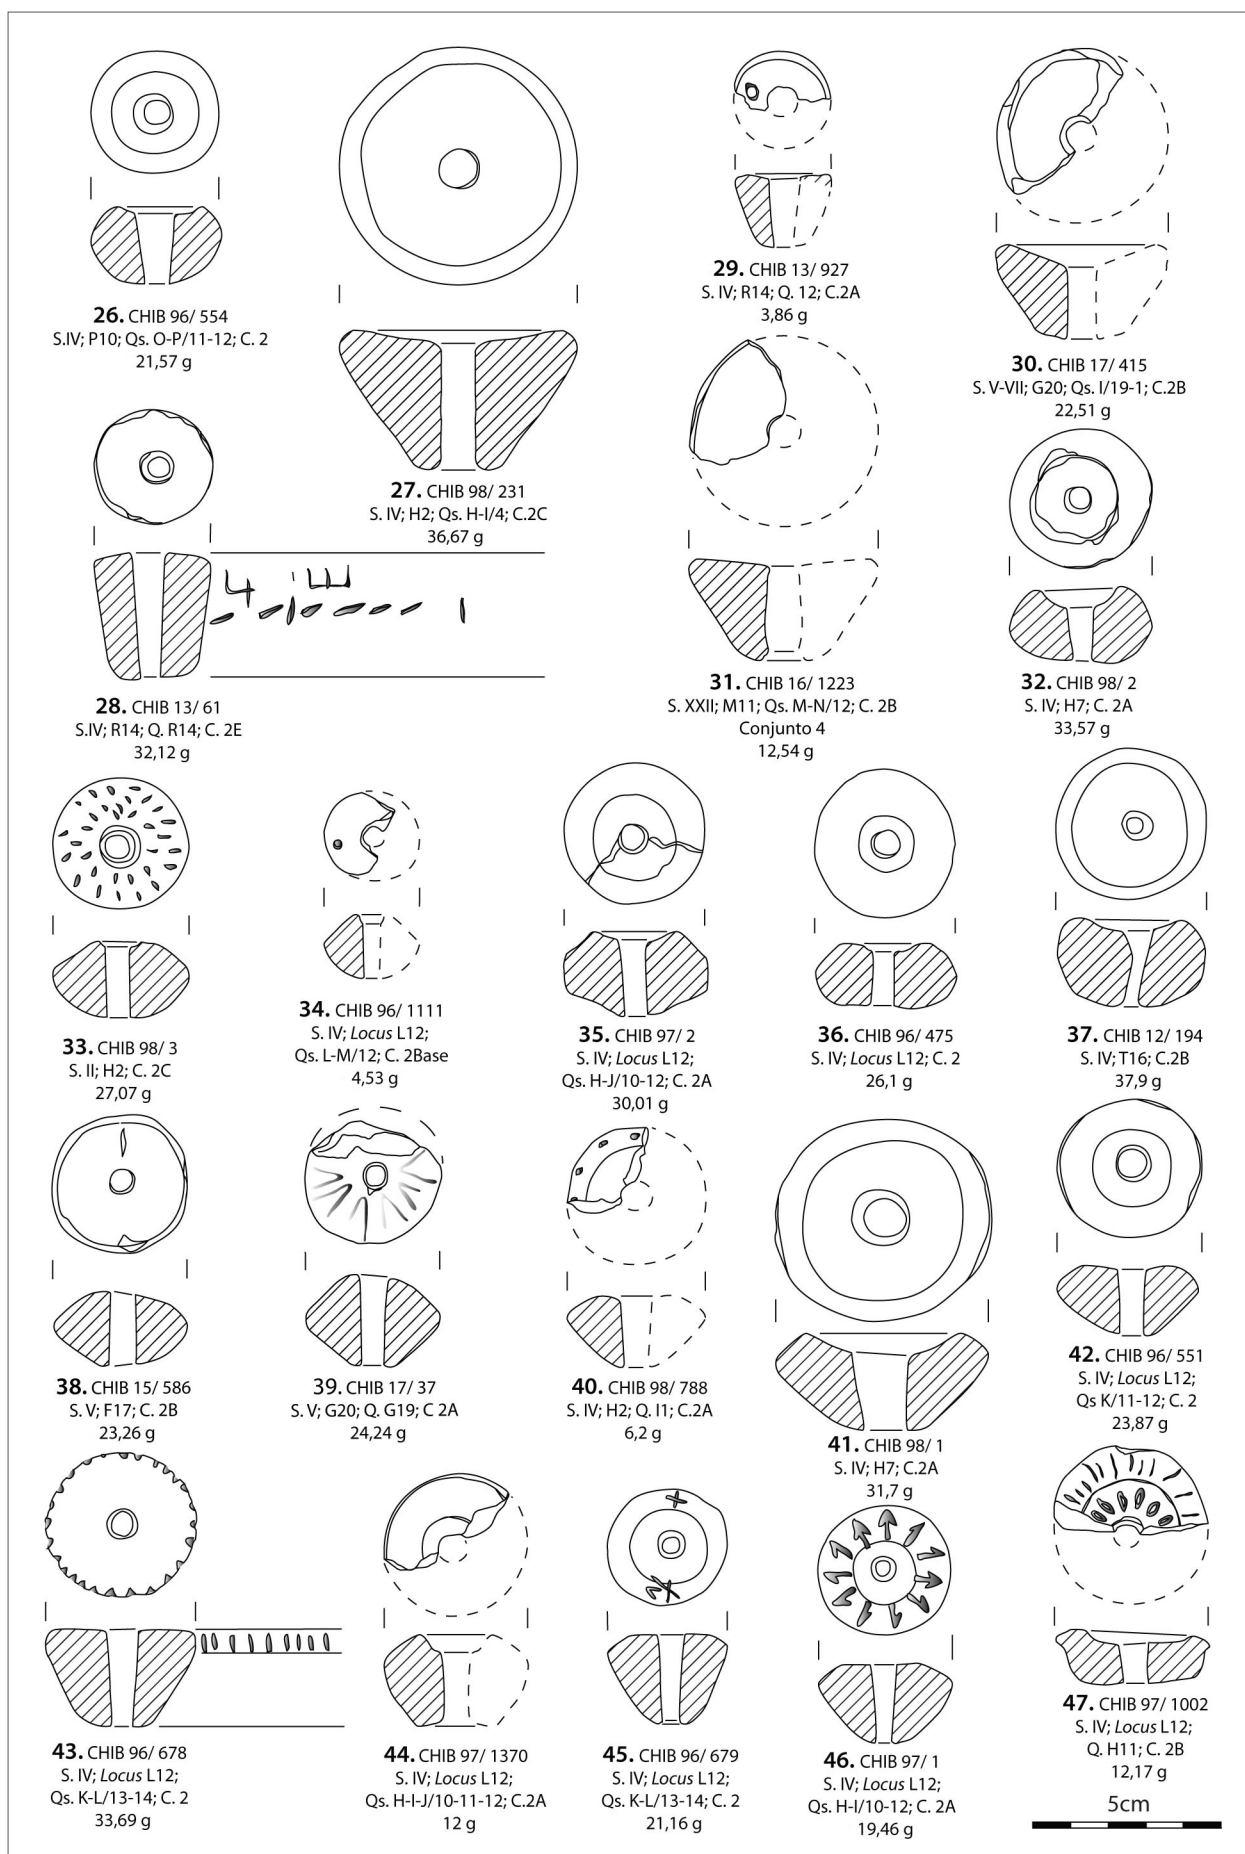 26. CHIB 96/ 554
S.IV; P10; Qs. O-P/11-12; C. 2
21,57 g
27. CHIB 98/ 231
S. IV; H2; Qs. H-I/4; C.2C
36,67 g
28. CHIB 13/ 61
S.IV; R14; Q. R14; C. 2E
32,12 g
29. CHIB 13/ 927
S. IV; R14; Q. 12; C.2A
3,86 g
30. CHIB 17/ 415
S. V-VII; G20; Qs. I/19-1; C.2B
22,51 g
31. CHIB 16/ 1223
S. XXII; M11; Qs. M-N/12; C. 2B
Conjunto 4
12,54 g
32. CHIB 98/ 2
S. IV; H7; C. 2A
33,57 g
33. CHIB 98/ 3
S. II; H2; C. 2C
27,07 g
34. CHIB 96/ 1111
S. IV; Locus L12;
Qs. L-M/12; C. 2Base
4,53 g
35. CHIB 97/ 2
S. IV; Locus L12;
Qs. H-J/10-12; C. 2A
30,01 g
36. CHIB 96/ 475
S. IV; Locus L12; C. 2
26,1 g
37. CHIB 12/ 194
S. IV; T16; C.2B
37,9 g
38. CHIB 15/ 586
S. V; F17; C. 2B
23,26 g
39. CHIB 17/ 37
S. V; G20; Q. G19; C 2A
24,24 g
40. CHIB 98/ 788
S. IV; H2; Q. I1; C.2A
6,2 g
41. CHIB 98/ 1
S. IV; H7; C.2A
31,7 g
42. CHIB 96/ 551
S. IV; Locus L12;
Qs K/11-12; C. 2
23,87 g
43. CHIB 96/ 678
S. IV; Locus L12;
Qs. K-L/13-14; C. 2
33,69 g
44. CHIB 97/ 1370
S. IV; Locus L12;
Qs. H-I-J/10-11-12; C.2A
12 g
45. CHIB 96/ 679
S. IV; Locus L12;
Qs. K-L/13-14; C. 2
21,16 g
46. CHIB 97/ 1
S. IV; Locus L12;
Qs. H-I/10-12; C. 2A
19,46 g
47. CHIB 97/ 1002
S. IV; Locus L12;
Q. H11; C. 2B
12,17 g
5cm